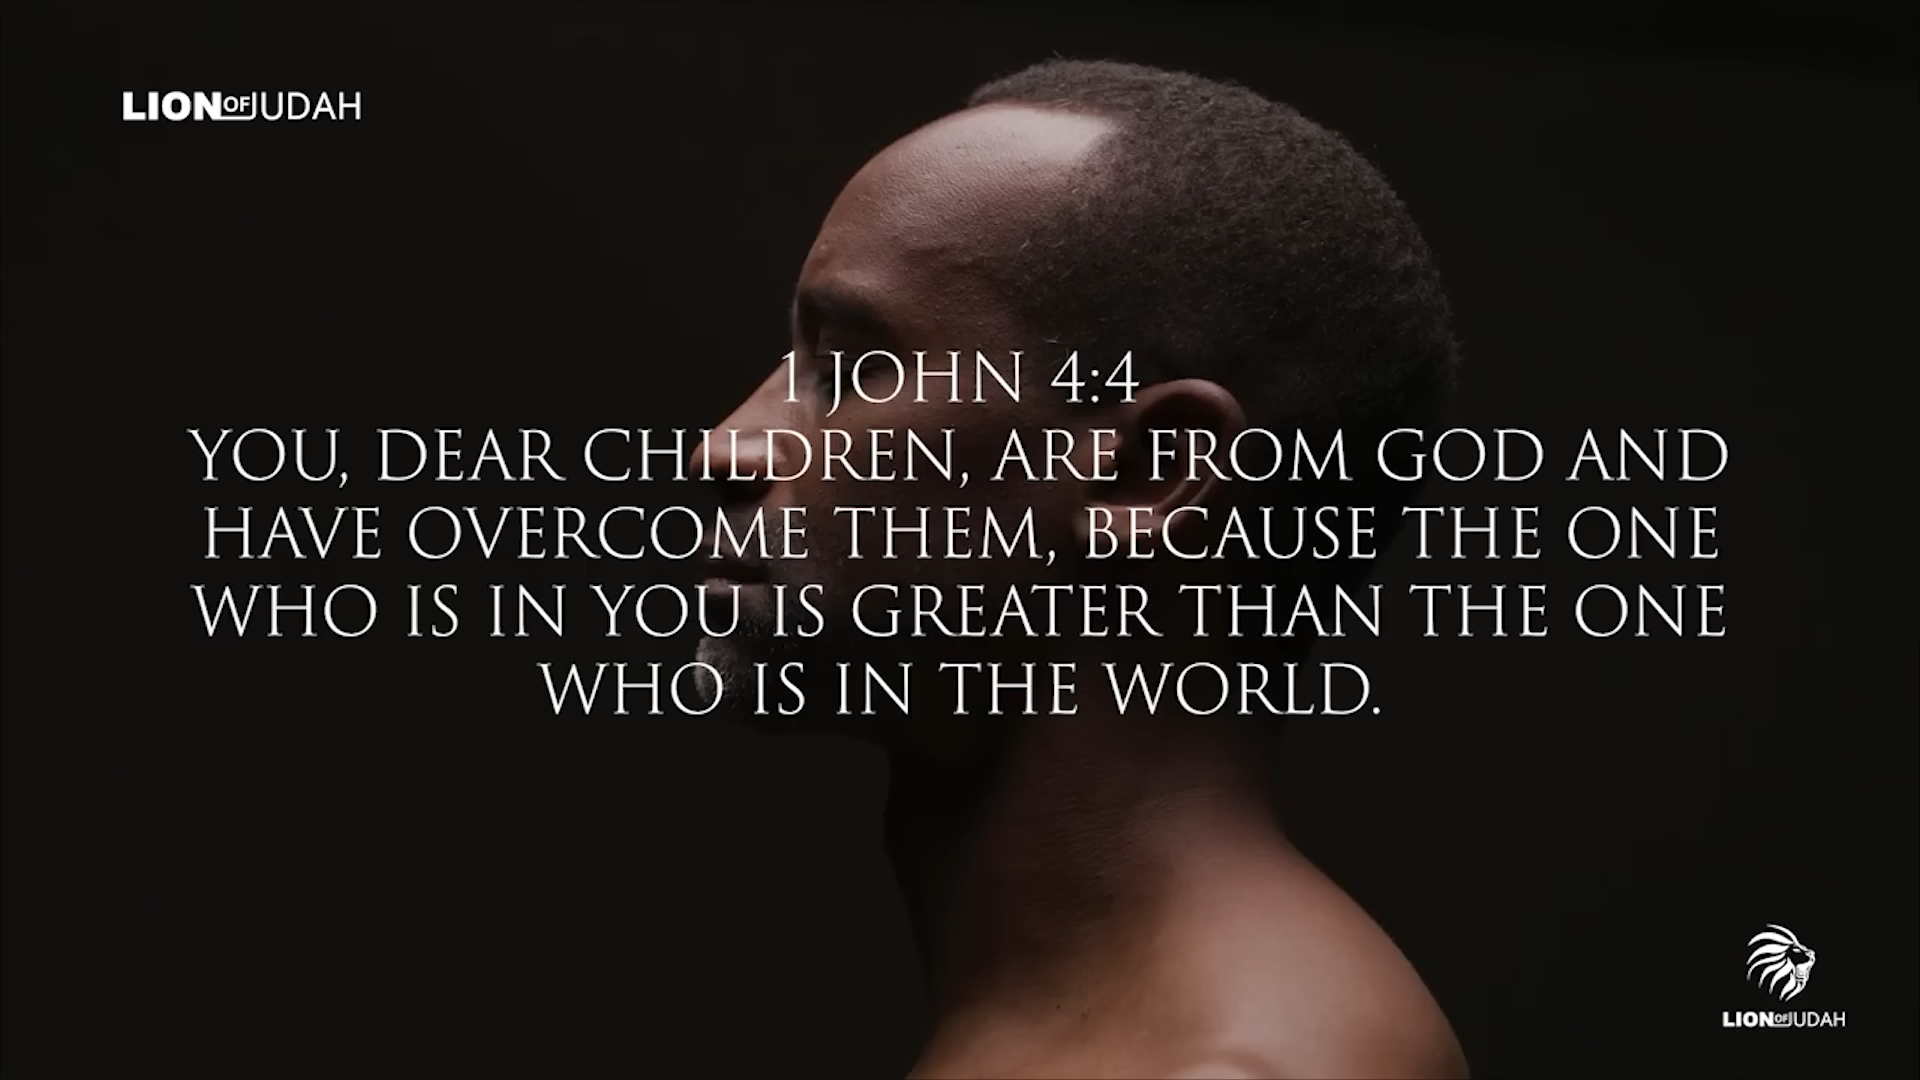 LION OF JUDAH
1 JOHN 4:4
YOU, DEAR CHILDREN, ARE FROM GOD AND
HAVE OVERCOME THEM, BECAUSE THE ONE
WHO IS IN YOU IS GREATER THAN THE ONE
WHO IS IN THE WORLD.
LION OF JUDAH